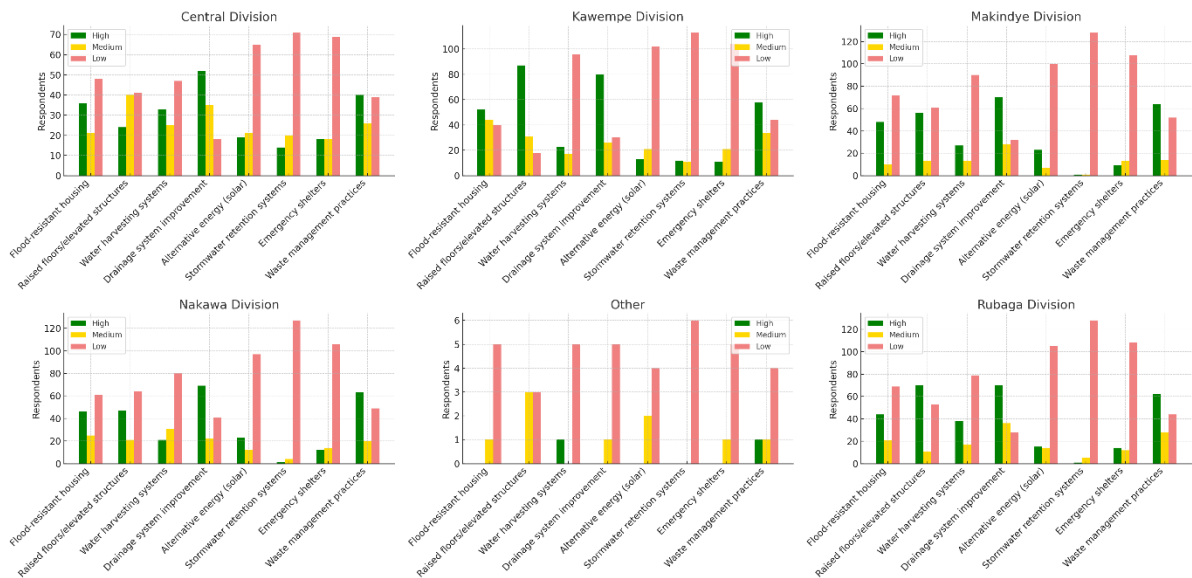 Central Division
Respondents
70
60
50
40
30
20
10
0
High
Medium
Low
Flood-resistant housing
Raised floors/elevated structures
Water harvesting systems
Drainage system improvement
Alternative energy (solar)
Stormwater retention systems
Emergency shelters
Waste management practices
Kawempe Division
Respondents
100
80
60
40
20
0
High
Medium
Low
Flood-resistant housing
Raised floors/elevated structures
Water harvesting systems
Drainage system improvement
Alternative energy (solar)
Stormwater retention systems
Emergency shelters
Waste management practices
Makindye Division
Respondents
120
100
80
60
40
20
0
High
Medium
Low
Flood-resistant housing
Raised floors/elevated structures
Water harvesting systems
Drainage system improvement
Alternative energy (solar)
Stormwater retention systems
Emergency shelters
Waste management practices
Nakawa Division
Respondents
120
100
80
60
40
20
0
High
Medium
Low
Flood-resistant housing
Raised floors/elevated structures
Water harvesting systems
Drainage system improvement
Alternative energy (solar)
Stormwater retention systems
Emergency shelters
Waste management practices
Other
Respondents
6
5
4
3
2
1
0
High
Medium
Low
Flood-resistant housing
Raised floors/elevated structures
Water harvesting systems
Drainage system improvement
Alternative energy (solar)
Stormwater retention systems
Emergency shelters
Waste management practices
Rubaga Division
Respondents
120
100
80
60
40
20
0
High
Medium
Low
Flood-resistant housing
Raised floors/elevated structures
Water harvesting systems
Drainage system improvement
Alternative energy (solar)
Stormwater retention systems
Emergency shelters
Waste management practices